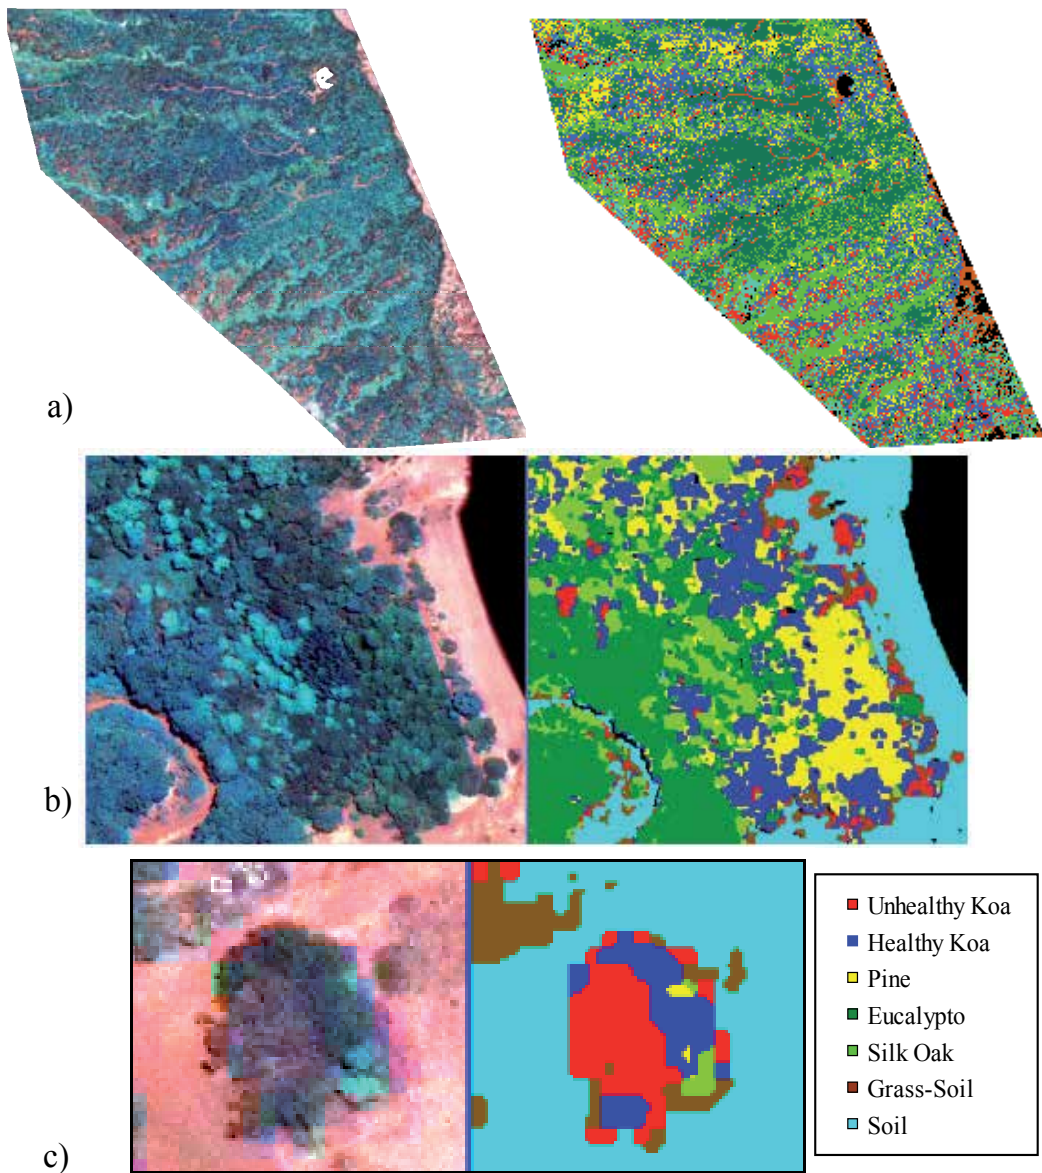 a)
b)
c)
Unhealthy Koa
Healthy Koa
Pine
Eucalypto
Silk Oak
Grass-Soil
Soil